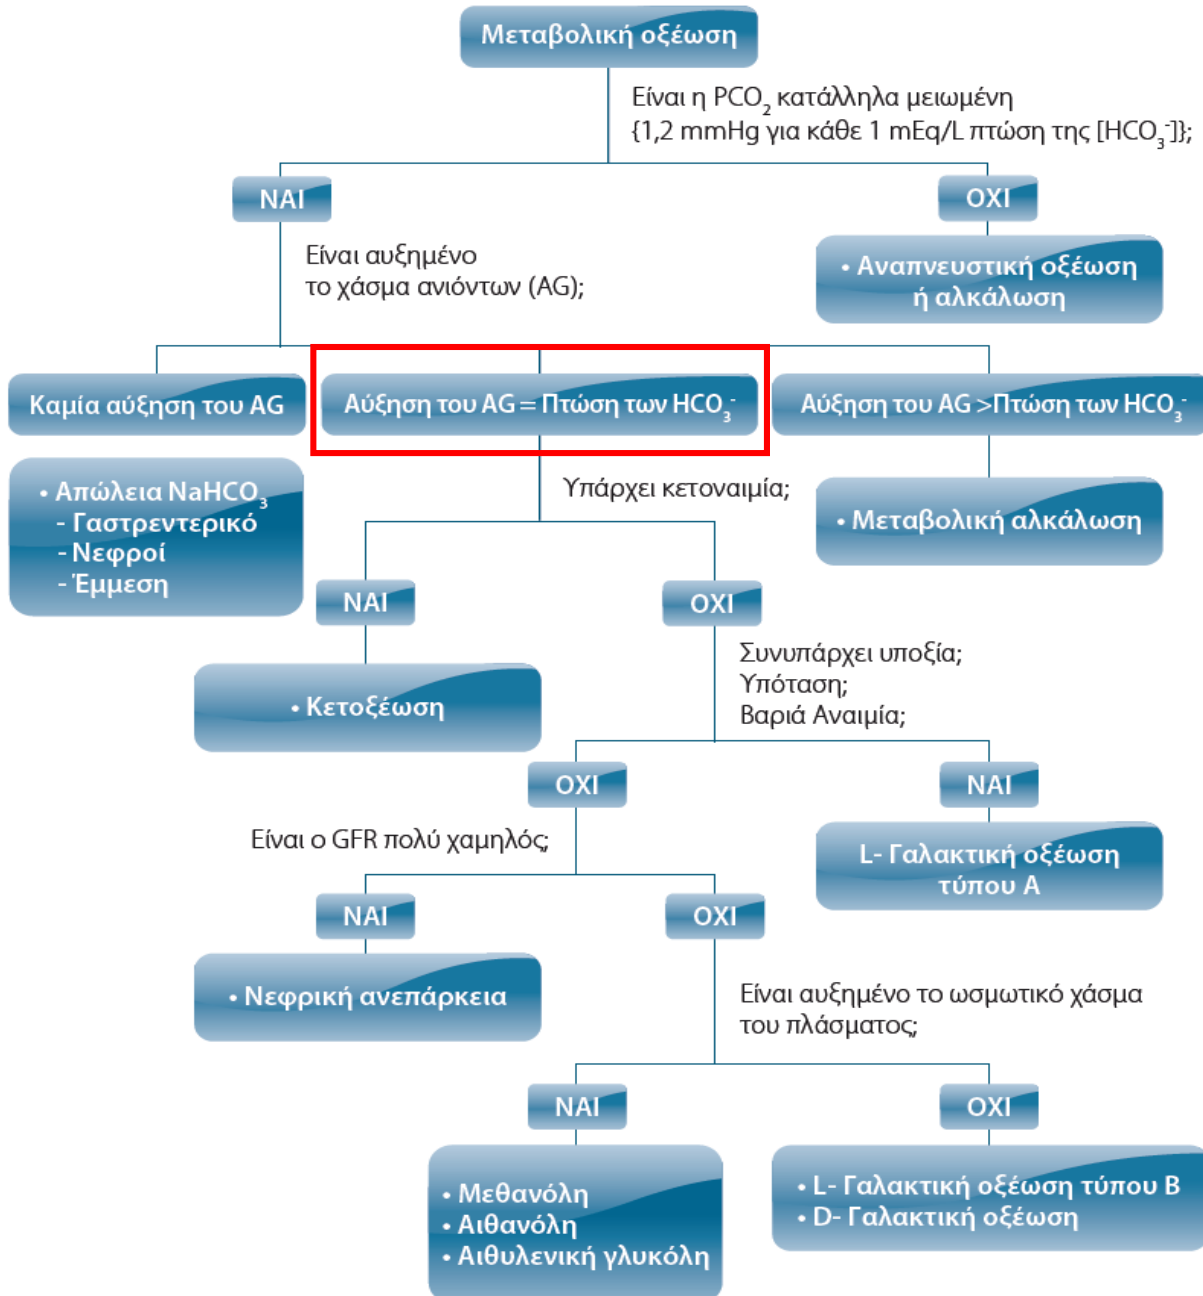 Μεταβολική οξέωση
Είναι η PCO₂ κατάλληλα μειωμένη
{1,2 mmHg για κάθε 1 mEq/L πτώση της [HCO₃⁻]};
ΝΑΙ
ΟΧΙ
Είναι αυξημένο
το χάσμα ανιόντων (AG);
• Αναπνευστική οξέωση
ή αλκάλωση
Καμία αύξηση του AG
Αύξηση του AG = Πτώση των HCO₃⁻
Αύξηση του AG >Πτώση των HCO₃⁻
• Απώλεια NaHCO₃
- Γαστρεντερικό
- Νεφροί
- Έμμεση
Υπάρχει κετοναιμία;
• Μεταβολική αλκάλωση
ΝΑΙ
ΟΧΙ
• Κετοξέωση
Συνυπάρχει υποξία;
Υπόταση;
Βαριά Αναιμία;
ΟΧΙ
ΝΑΙ
Είναι ο GFR πολύ χαμηλός;
L- Γαλακτική οξέωση
τύπου Α
ΝΑΙ
ΟΧΙ
• Νεφρική ανεπάρκεια
Είναι αυξημένο το ωσμωτικό χάσμα
του πλάσματος;
ΝΑΙ
ΟΧΙ
• Μεθανόλη
• Αιθανόλη
• Αιθυλενική γλυκόλη
• L- Γαλακτική οξέωση τύπου Β
• D- Γαλακτική οξέωση